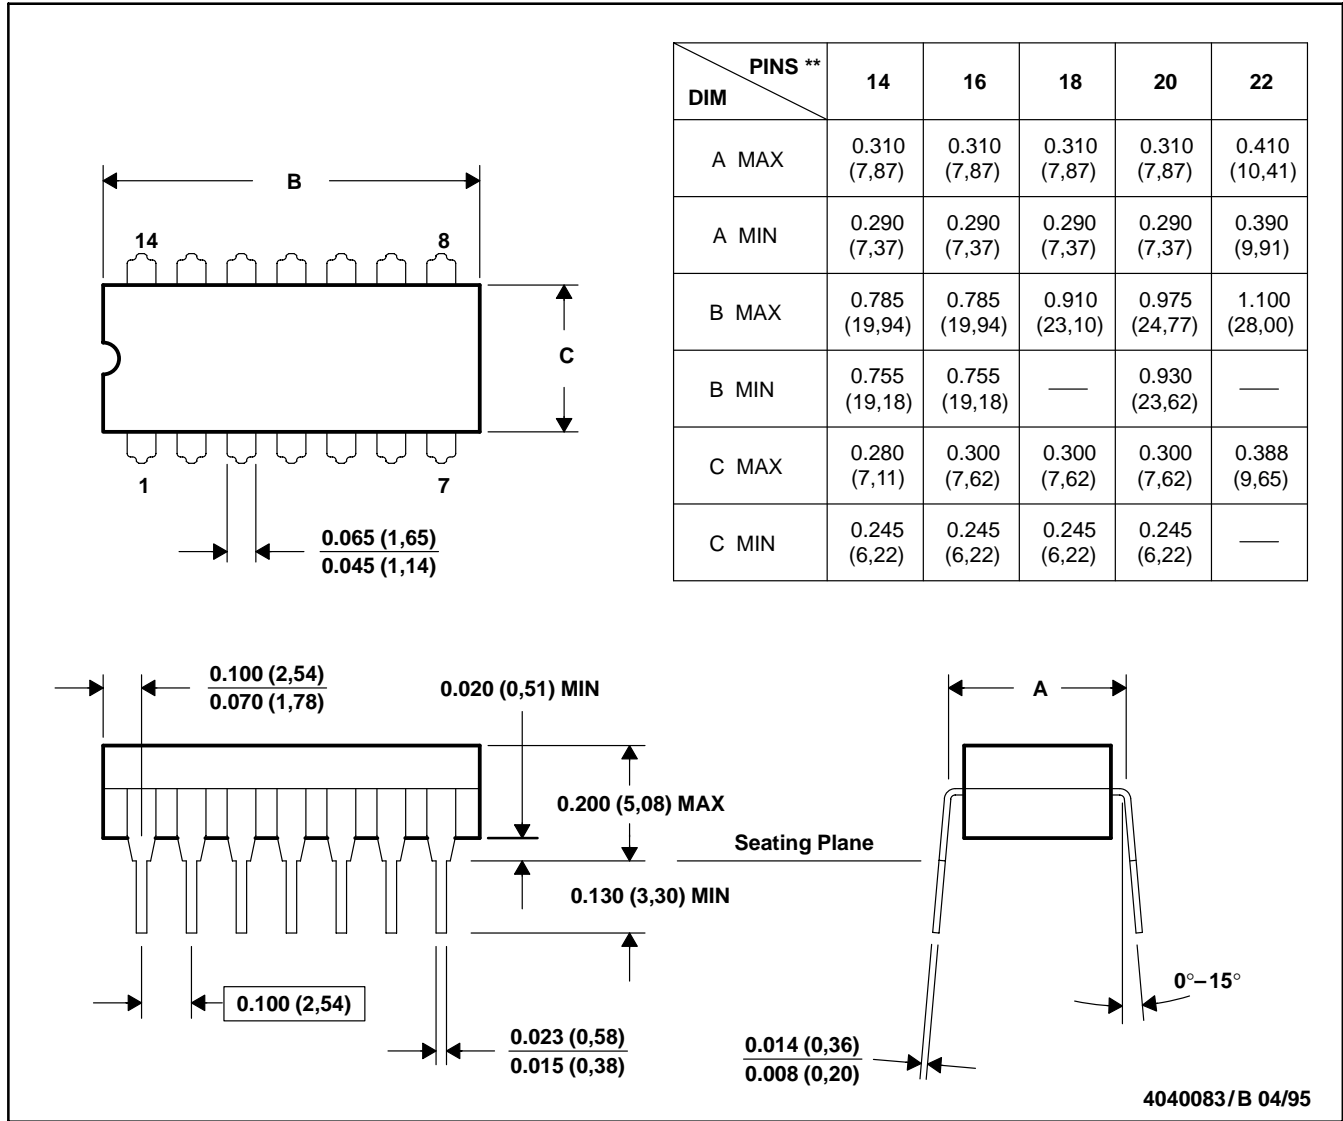 PINS **
DIM
14 16 18 20 22
A MAX 0.310 (7,87) 0.310 (7,87) 0.310 (7,87) 0.310 (7,87) 0.410 (10,41)
A MIN 0.290 (7,37) 0.290 (7,37) 0.290 (7,37) 0.290 (7,37) 0.390 (9,91)
B MAX 0.785 (19,94) 0.785 (19,94) 0.910 (23,10) 0.975 (24,77) 1.100 (28,00)
B MIN 0.755 (19,18) 0.755 (19,18) — 0.930 (23,62) —
C MAX 0.280 (7,11) 0.300 (7,62) 0.300 (7,62) 0.300 (7,62) 0.388 (9,65)
C MIN 0.245 (6,22) 0.245 (6,22) 0.245 (6,22) 0.245 (6,22) —
B
14 8
C
1 7
0.065 (1,65)
0.045 (1,14)
0.100 (2,54)
0.070 (1,78)
0.020 (0,51) MIN
A
0.200 (5,08) MAX
Seating Plane
0.130 (3,30) MIN
0.100 (2,54)
0°–15°
0.023 (0,58)
0.015 (0,38)
0.014 (0,36)
0.008 (0,20)
4040083/B 04/95